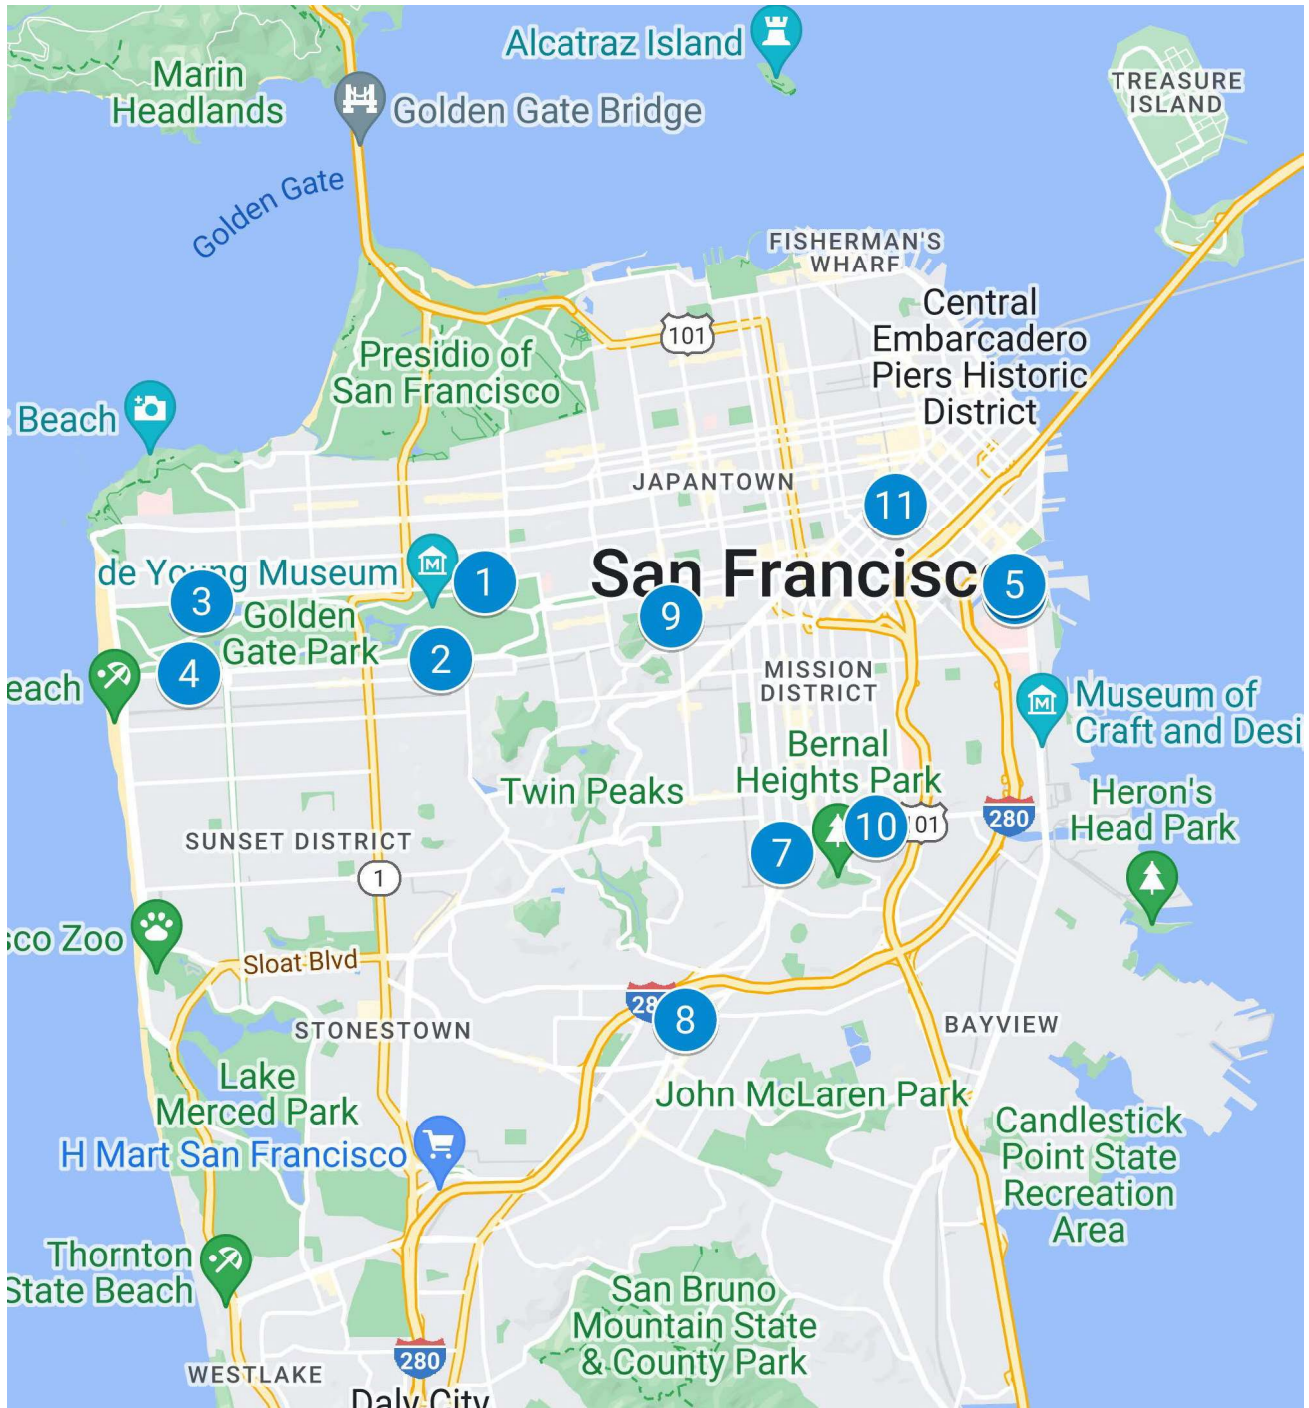 Alcatraz Island
Marin
Headlands
Golden Gate Bridge
TREASURE
ISLAND
Golden Gate
FISHERMAN'S
WHARF
Central
Embarcadero
Piers Historic
District
101
Presidio of
San Francisco
Beach
JAPANTOWN
11
San Francisc
de Young Museum
1
3
5
9
Golden
Gate Park
2
4
each
MISSION
DISTRICT
Museum of
Craft and Desi
Bernal
Heights Park
Twin Peaks
Heron's
Head Park
280
SUNSET DISTRICT
7
10
101
1
sco Zoo
Sloat Blvd
28
8
STONESTOWN
BAYVIEW
Lake
Merced Park
John McLaren Park
H Mart San Francisco
Candlestick
Point State
Recreation
Area
Thornton
State Beach
San Bruno
Mountain State
& County Park
280
WESTLAKE
Daly City